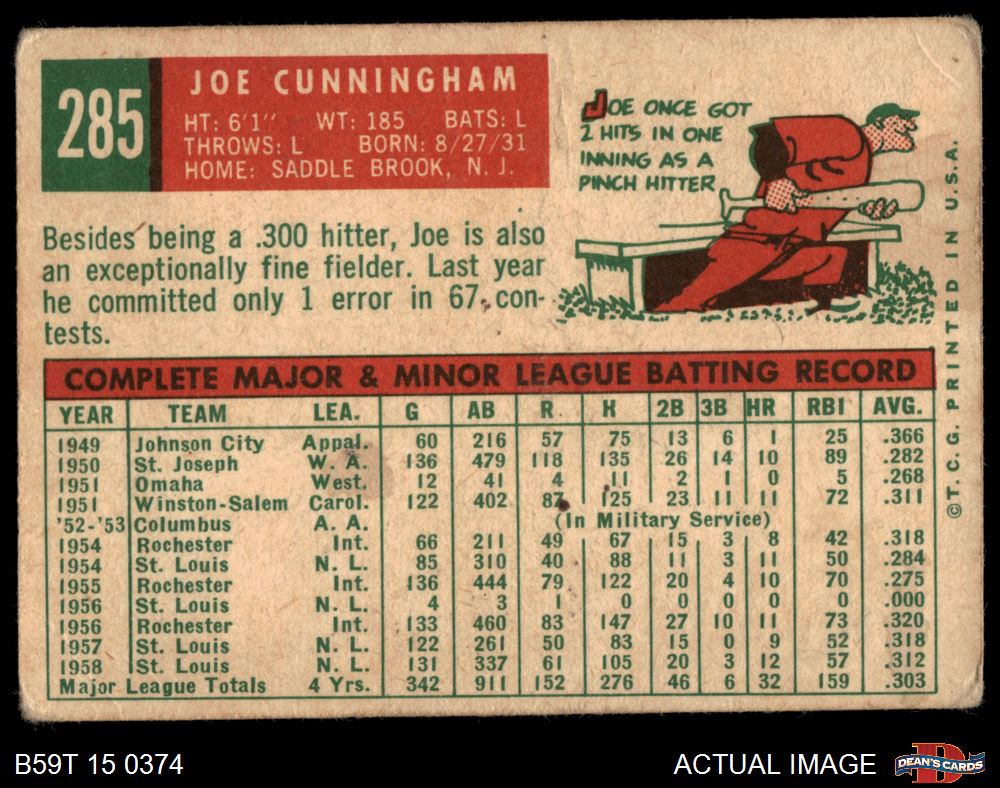 285
JOE CUNNINGHAM
HT: 6'1" WT: 185 BATS: L
THROWS: L BORN: 8/27/31
HOME: SADDLE BROOK, N. J.
JOE ONCE GOT
2 HITS IN ONE
INNING AS A
PINCH HITTER
Besides being a .300 hitter, Joe is also
an exceptionally fine fielder. Last year
he committed only 1 error in 67 con-
tests.
COMPLETE MAJOR & MINOR LEAGUE BATTING RECORD
YEAR TEAM LEA. G AB R H 2B 3B HR RBI AVG.
1949 Johnson City Appal. 60 216 57 75 13 6 1 25 .366
1950 St. Joseph W. A. 136 479 118 135 26 14 10 89 .282
1951 Omaha West. 12 41 4 11 2 1 0 5 .268
1951 Winston-Salem Carol. 122 402 87 125 23 11 11 72 .311
'52-'53 Columbus A. A. (In Military Service)
1954 Rochester Int. 66 211 49 67 15 3 8 42 .318
1954 St. Louis N. L. 85 310 40 88 11 3 11 50 .284
1955 Rochester Int. 136 444 79 122 20 4 10 70 .275
1956 St. Louis N. L. 4 3 1 0 0 0 0 0 .000
1956 Rochester Int. 133 460 83 147 27 10 11 73 .320
1957 St. Louis N. L. 122 261 50 83 15 0 9 52 .318
1958 St. Louis N. L. 131 337 61 105 20 3 12 57 .312
Major League Totals 4 Yrs. 342 911 152 276 46 6 32 159 .303
©T. C. G. PRINTED IN U.S.A.
B59T 15 0374
ACTUAL IMAGE
DEAN'S CARDS